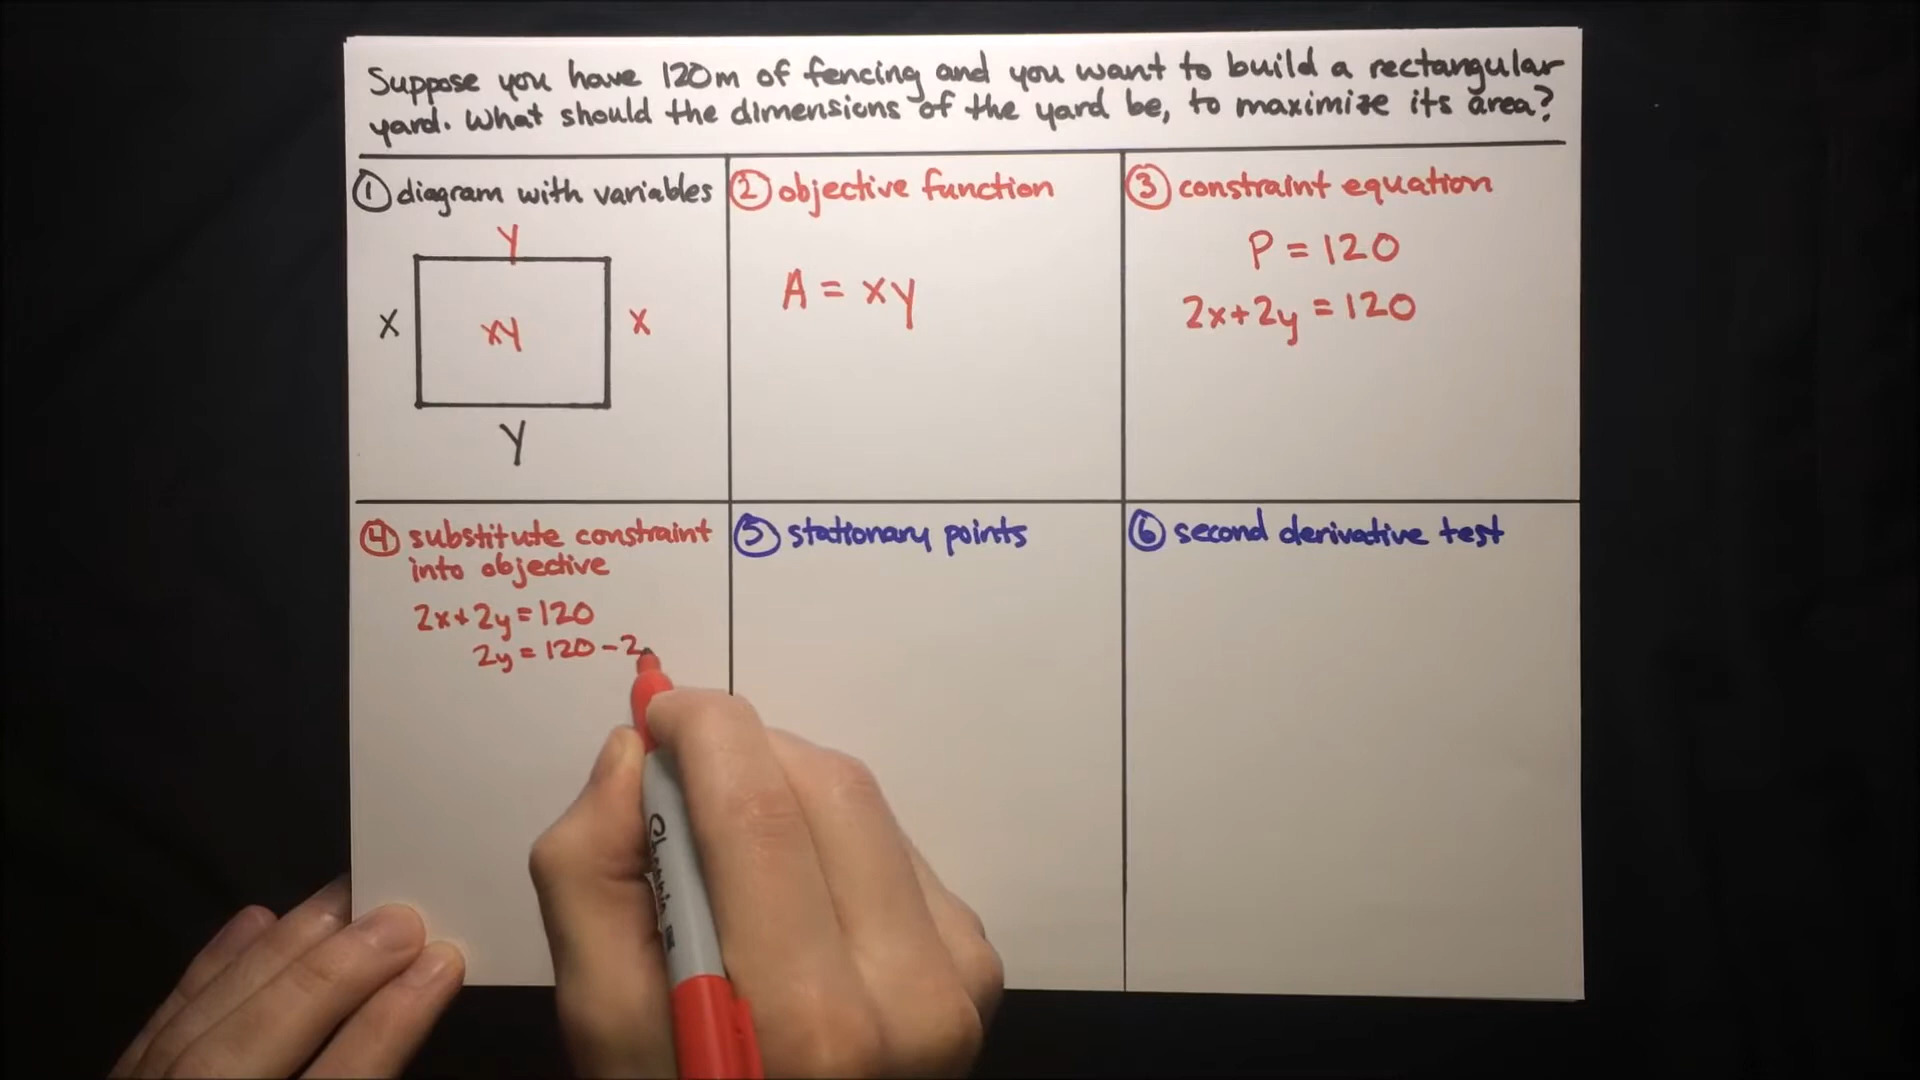 Suppose you have 120m of fencing and you want to build a rectangular
yard. What should the dimensions of the yard be, to maximize its area?
① diagram with variables
y
x
xy
x
y
② objective function
A = xy
③ constraint equation
P = 120
2x+2y = 120
④ substitute constraint
into objective
2x+2y=120
2y = 120-2
⑤ stationary points
⑥ second derivative test
Sharpie